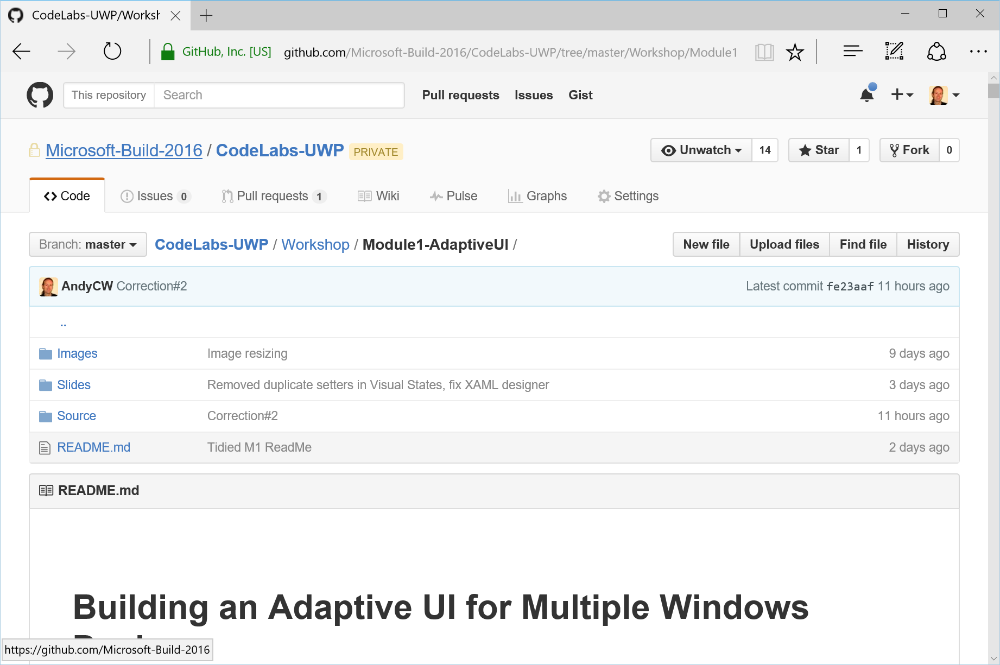 CodeLabs-UWP/Worksh
GitHub, Inc. [US] github.com/Microsoft-Build-2016/CodeLabs-UWP/tree/master/Workshop/Module1
This repository Search Pull requests Issues Gist
Microsoft-Build-2016 / CodeLabs-UWP PRIVATE Unwatch 14 Star 1 Fork 0
Code Issues 0 Pull requests 1 Wiki Pulse Graphs Settings
Branch: master CodeLabs-UWP / Workshop / Module1-AdaptiveUI / New file Upload files Find file History
AndyCW Correction#2 Latest commit fe23aaf 11 hours ago
..
Images Image resizing 9 days ago
Slides Removed duplicate setters in Visual States, fix XAML designer 3 days ago
Source Correction#2 11 hours ago
README.md Tidied M1 ReadMe 2 days ago
README.md
Building an Adaptive UI for Multiple Windows
https://github.com/Microsoft-Build-2016